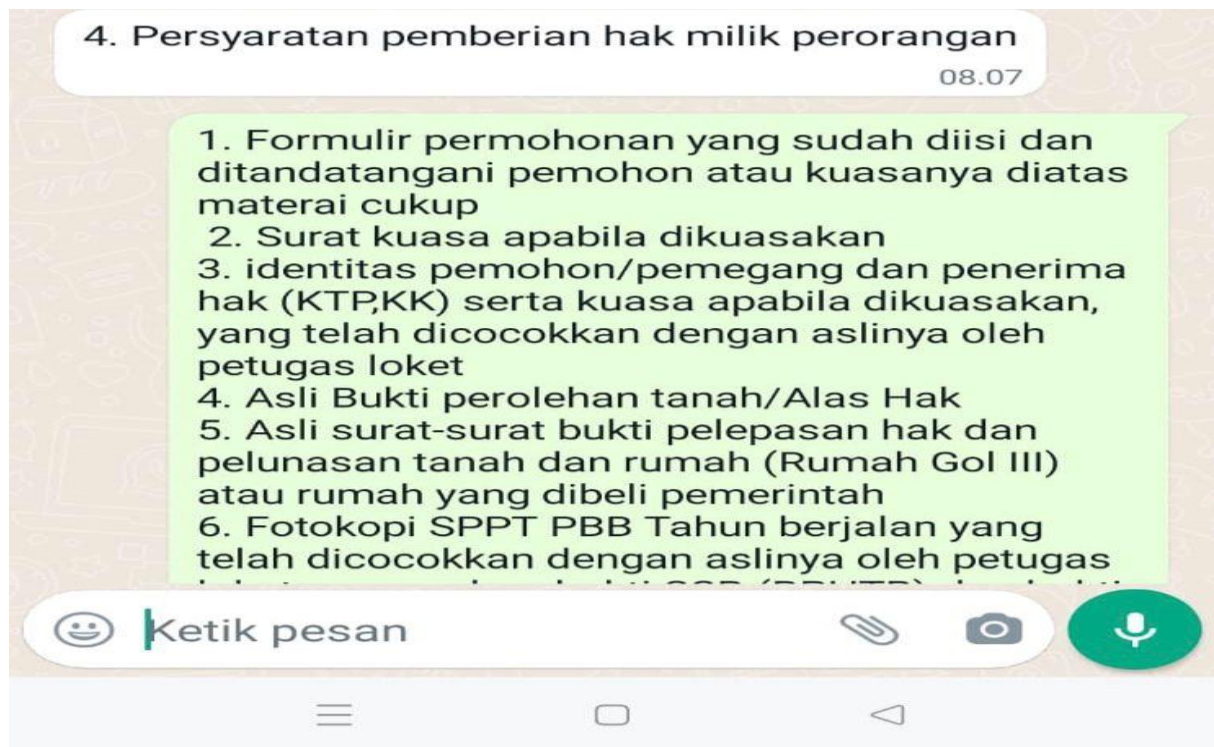 4. Persyaratan pemberian hak milik perorangan
08.07
1. Formulir permohonan yang sudah diisi dan
ditandatangani pemohon atau kuasanya diatas
materai cukup
2. Surat kuasa apabila dikuasakan
3. identitas pemohon/pemegang dan penerima
hak (KTP,KK) serta kuasa apabila dikuasakan,
yang telah dicocokkan dengan aslinya oleh
petugas loket
4. Asli Bukti perolehan tanah/Alas Hak
5. Asli surat-surat bukti pelepasan hak dan
pelunasan tanah dan rumah (Rumah Gol III)
atau rumah yang dibeli pemerintah
6. Fotokopi SPPT PBB Tahun berjalan yang
telah dicocokkan dengan aslinya oleh petugas
Ketik pesan